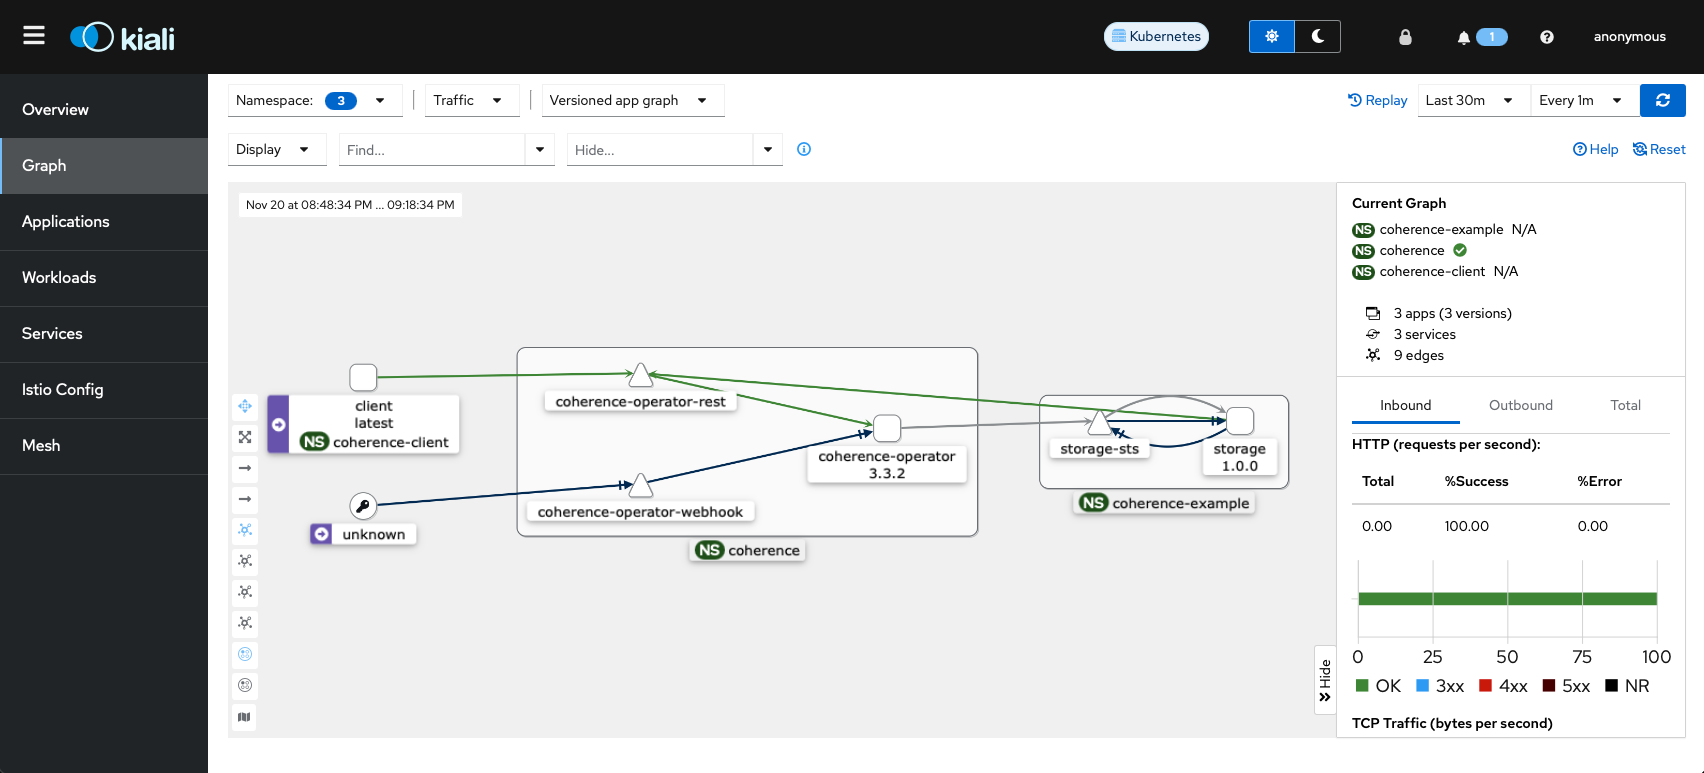 kiali
Kubernetes
1
anonymous
Overview
Graph
Applications
Workloads
Services
Istio Config
Mesh
Namespace: 3
Traffic
Versioned app graph
Replay
Last 30m
Every 1m
Display
Find...
Hide...
Help
Reset
Nov 20 at 08:48:34 PM ... 09:18:34 PM
client
latest
NS coherence-client
unknown
coherence-operator-rest
coherence-operator
3.3.2
coherence-operator-webhook
NS coherence
storage-sts
storage
1.0.0
NS coherence-example
Hide
Current Graph
NS coherence-example N/A
NS coherence
NS coherence-client N/A
3 apps (3 versions)
3 services
9 edges
Inbound Outbound Total
HTTP (requests per second):
Total %Success %Error
0.00 100.00 0.00
0 25 50 75 100
OK 3xx 4xx 5xx NR
TCP Traffic (bytes per second)